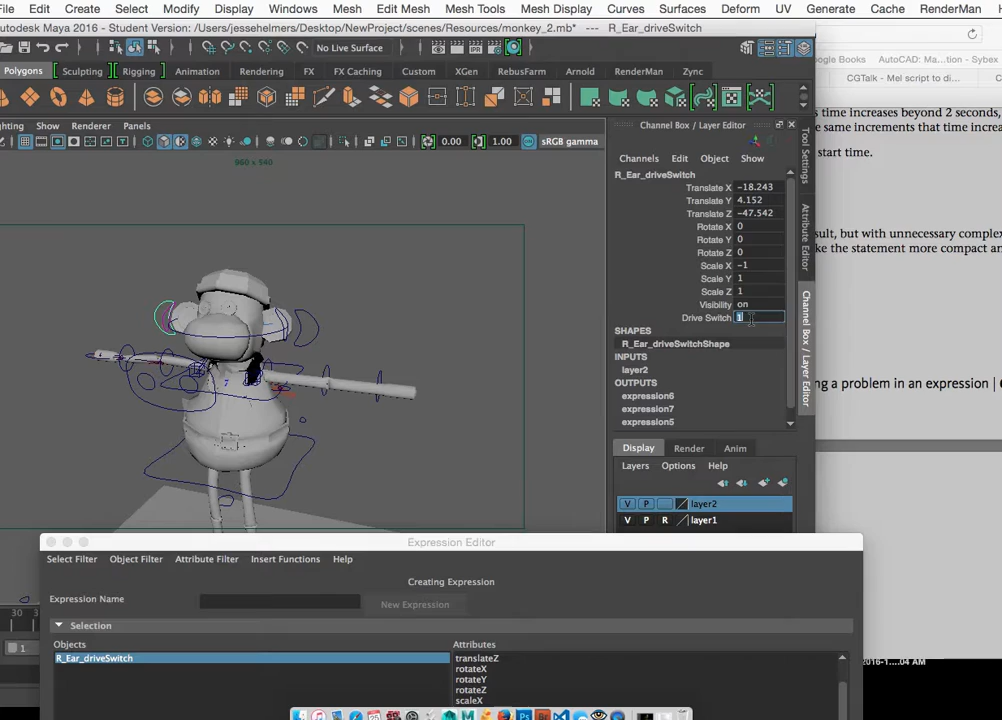 File Edit Create Select Modify Display Windows Mesh Edit Mesh Mesh Tools Mesh Display Curves Surfaces Deform UV Generate Cache RenderMan
Autodesk Maya 2016 - Student Version: /Users/jessehelmers/Desktop/NewProject/scenes/Resources/monkey_2.mb* --- R_Ear_driveSwitch
No Live Surface
Polygons Sculpting Rigging Animation Rendering FX FX Caching Custom XGen RebusFarm Arnold RenderMan Zync
oogle Books AutoCAD: Ma...tion - Sybex
CGTalk - Mel script to di...
ghting Show Renderer Panels
0.00 1.00 sRGB gamma
960 x 540
Channel Box / Layer Editor
Channels Edit Object Show
R_Ear_driveSwitch
Translate X -18.243
Translate Y 4.152
Translate Z -47.542
Rotate X 0
Rotate Y 0
Rotate Z 0
Scale X -1
Scale Y 1
Scale Z 1
Visibility on
Drive Switch 1
SHAPES
R_Ear_driveSwitchShape
INPUTS
layer2
OUTPUTS
expression6
expression7
expression5
Display Render Anim
Layers Options Help
V P layer2
V P R layer1
Tool Settings
Attribute Editor
Channel Box / Layer Editor
s time increases beyond 2 seconds,
e same increments that time increa
start time.
sult, but with unnecessary complex
ke the statement more compact an
ng a problem in an expression |
Expression Editor
Select Filter Object Filter Attribute Filter Insert Functions Help
Creating Expression
Expression Name New Expression
Selection
Objects Attributes
R_Ear_driveSwitch
translateZ
rotateX
rotateY
rotateZ
scaleX
30
1
2016-1....04 AM